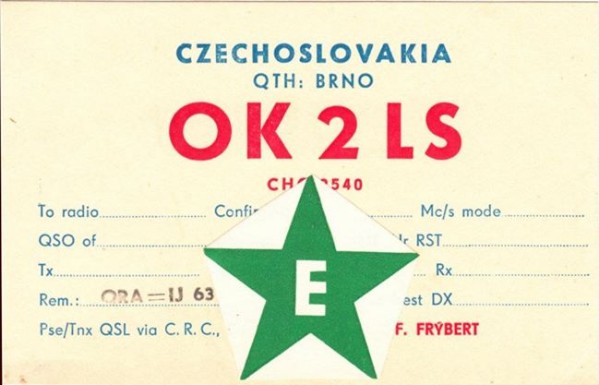 CZECHOSLOVAKIA
QTH: BRNO
OK 2 LS
540
To radio Mc/s mode
QSO of RST
Tx Rx
Rem.: QRA = IJ 63 DX
E
Pse/Tnx QSL via C. R. C., F. FRÝBERT